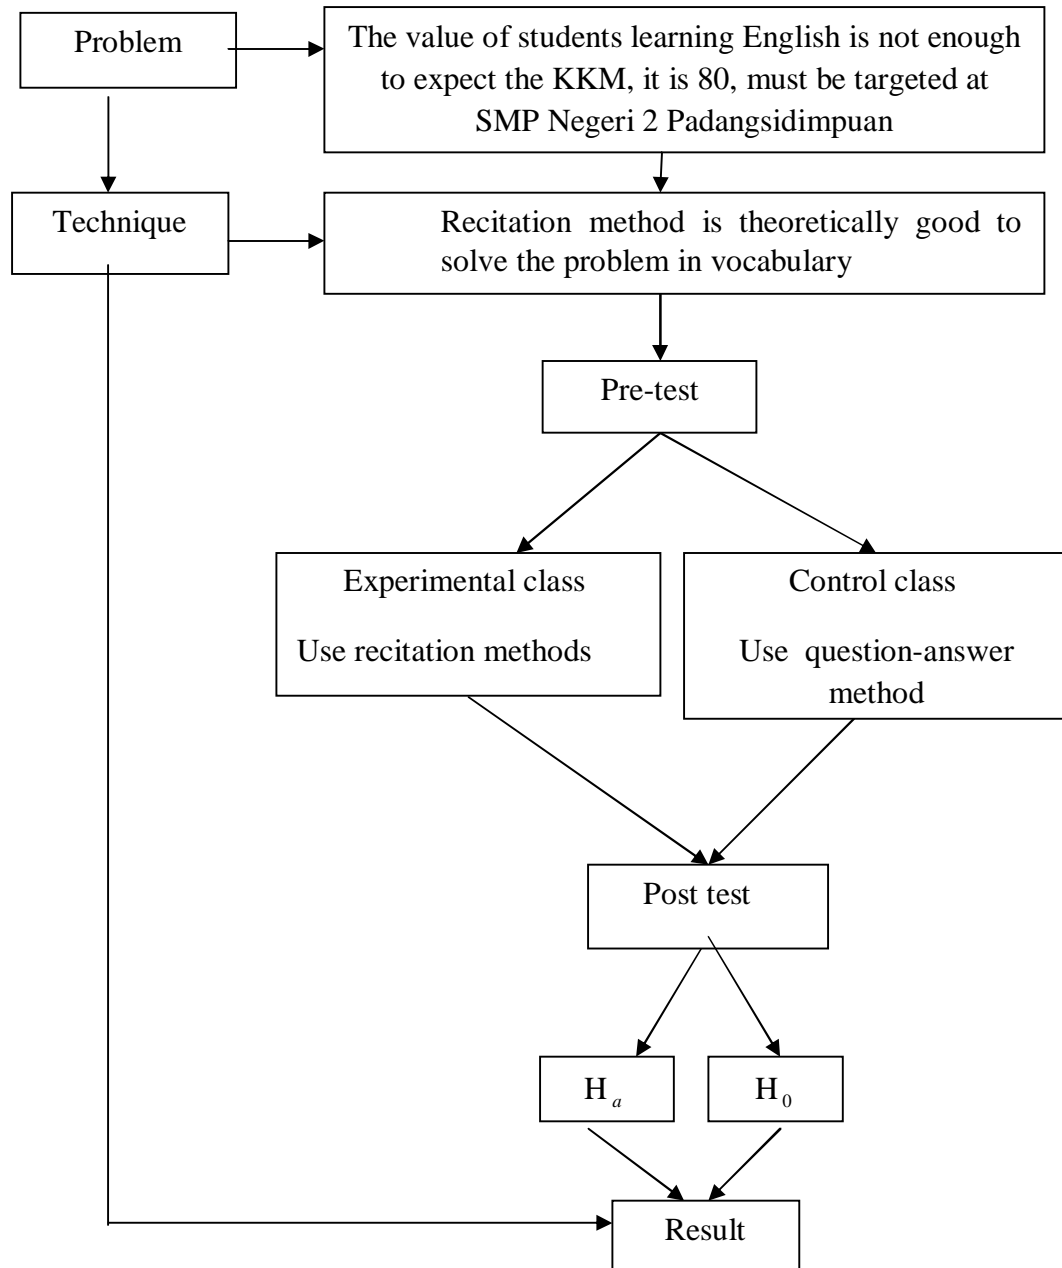 Problem
The value of students learning English is not enough
to expect the KKM, it is 80, must be targeted at
SMP Negeri 2 Padangsidimpuan
Technique
Recitation method is theoretically good to
solve the problem in vocabulary
Pre-test
Experimental class
Use recitation methods
Control class
Use question-answer
method
Post test
H a
H 0
Result